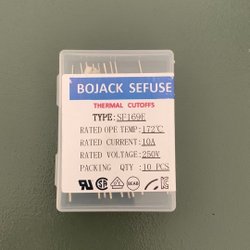 BOJACK SEFUSE
THERMAL CUTOFFS
TYPE: SF169E
RATED OPE TEMP: 172℃
RATED CURRENT: 10A
RATED VOLTAGE: 250V
PACKING QTY: 10 PCS